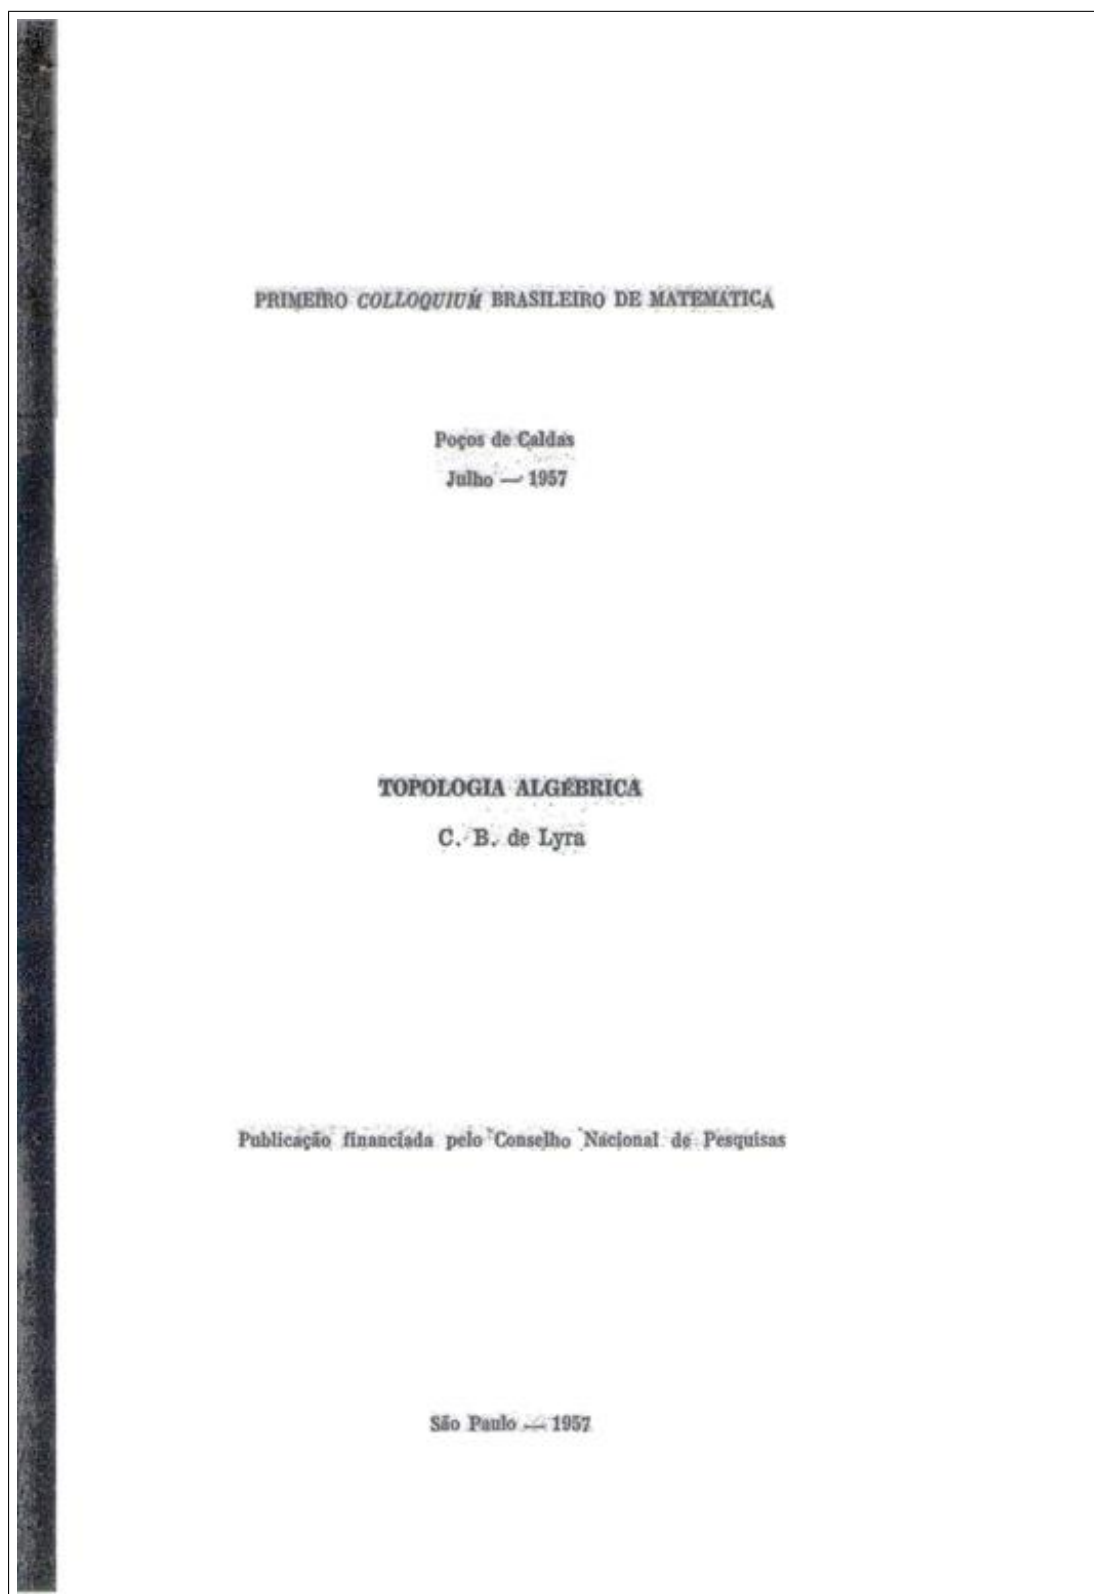 PRIMEIRO COLLOQUIUM BRASILEIRO DE MATEMÁTICA
Poços de Caldas
Julho — 1957
TOPOLOGIA ALGÉBRICA
C. B. de Lyra
Publicação financiada pelo Conselho Nacional de Pesquisas
São Paulo — 1957